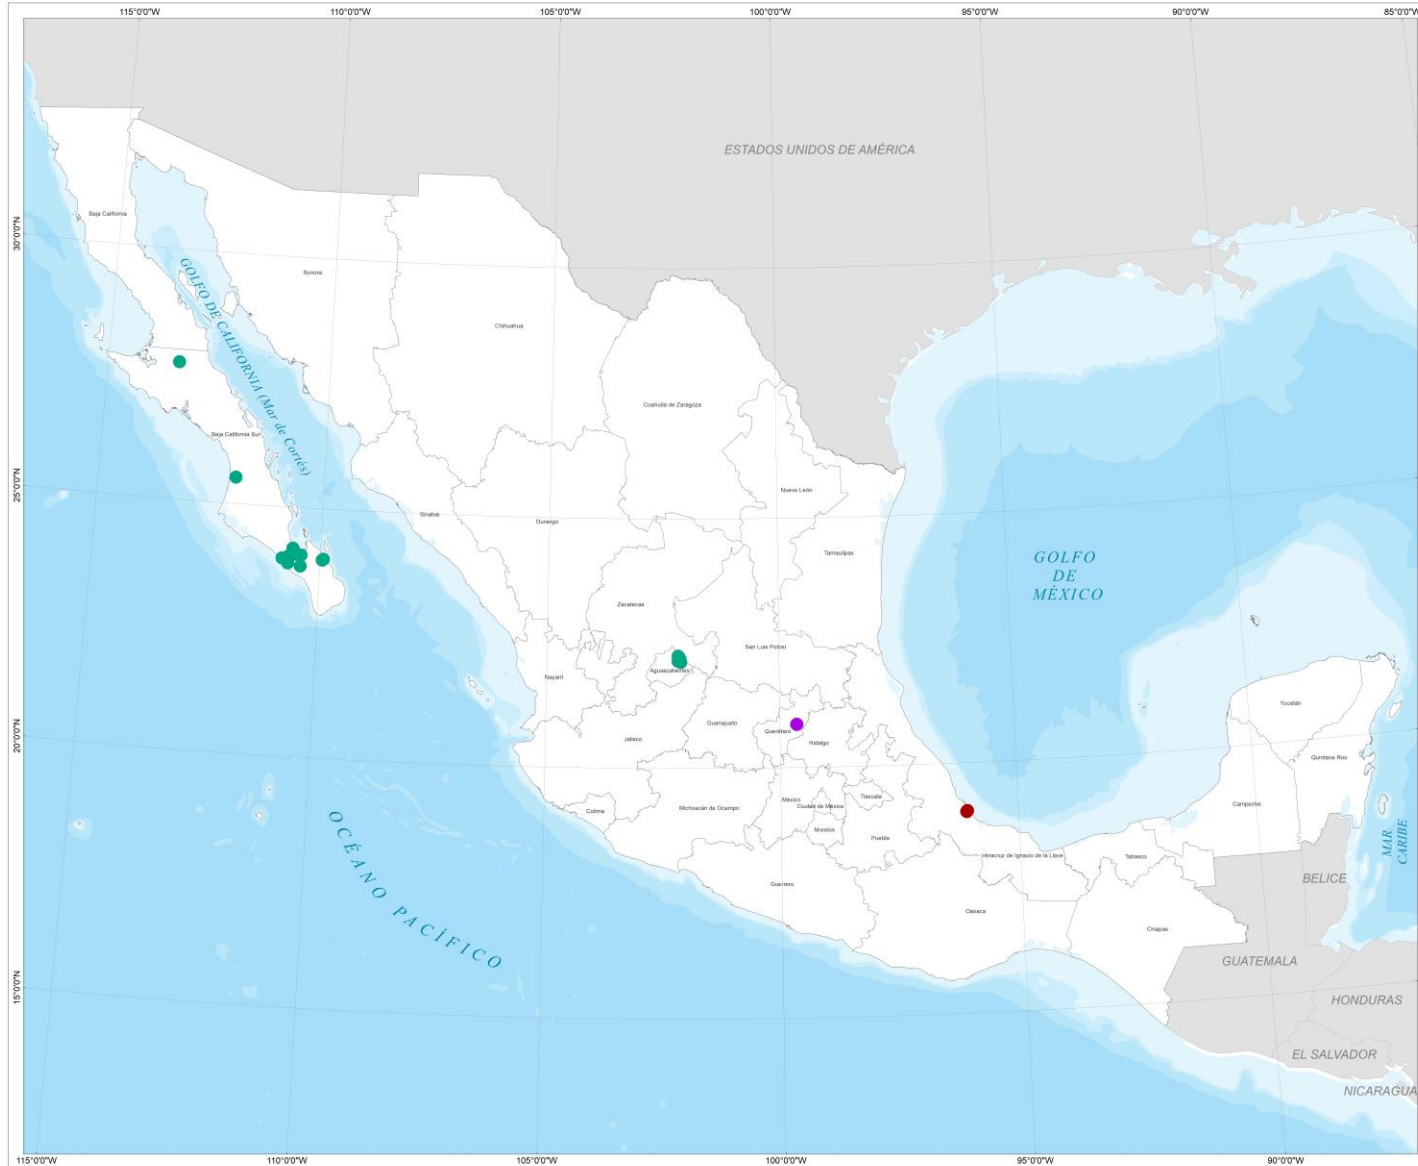 115°0'0"W
110°0'0"W
105°0'0"W
100°0'0"W
95°0'0"W
90°0'0"W
85°0'0"W
ESTADOS UNIDOS DE AMÉRICA
30°0'0"N
Baja California
Sonora
GOLFO DE CALIFORNIA (Mar de Cortés)
Chihuahua
Coahuila de Zaragoza
Baja California Sur
25°0'0"N
Nuevo León
Sinaloa
Durango
Tamaulipas
GOLFO
DE
MÉXICO
Zacatecas
San Luis Potosí
Nayarit
Aguascalientes
Yucatán
Guanajuato
Querétaro
Hidalgo
Jalisco
20°0'0"N
Quintana Roo
Tlaxcala
México
Ciudad de México
Michoacán de Ocampo
Colima
Campeche
Morelos
Puebla
MAR
CARIBE
Veracruz de Ignacio de la Llave
Tabasco
Guerrero
BELICE
OCÉANO PACÍFICO
Oaxaca
Chiapas
GUATEMALA
15°0'0"N
HONDURAS
EL SALVADOR
NICARAGUA
115°0'0"W
110°0'0"W
105°0'0"W
100°0'0"W
95°0'0"W
90°0'0"W